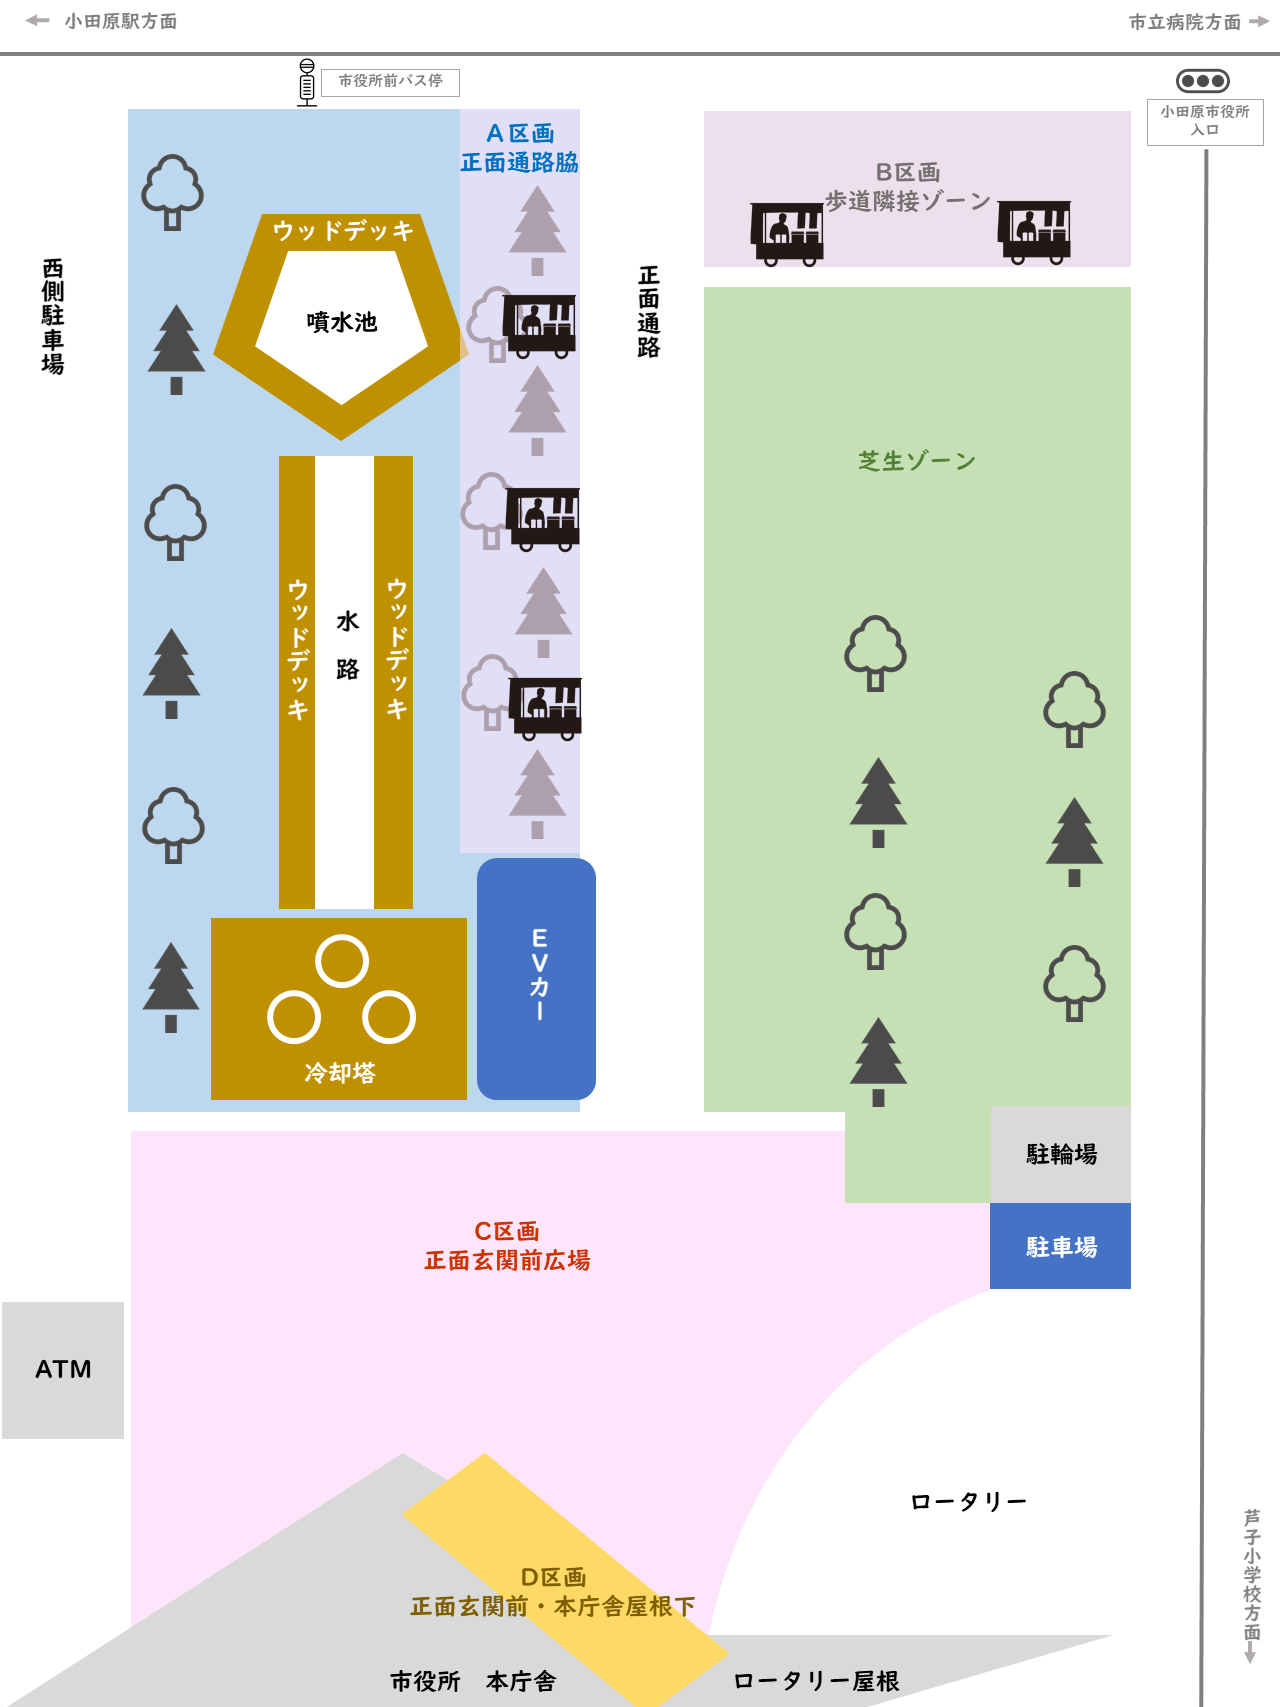 小田原駅方面
市立病院方面
市役所前バス停
小田原市役所
入口
A区画
正面通路脇
B区画
歩道隣接ゾーン
ウッドデッキ
西側駐車場
正面通路
噴水池
芝生ゾーン
ウッドデッキ
水路
ウッドデッキ
EVカー
冷却塔
駐輪場
C区画
正面玄関前広場
駐車場
ATM
ロータリー
芦子小学校方面
D区画
正面玄関前・本庁舎屋根下
市役所　本庁舎
ロータリー屋根